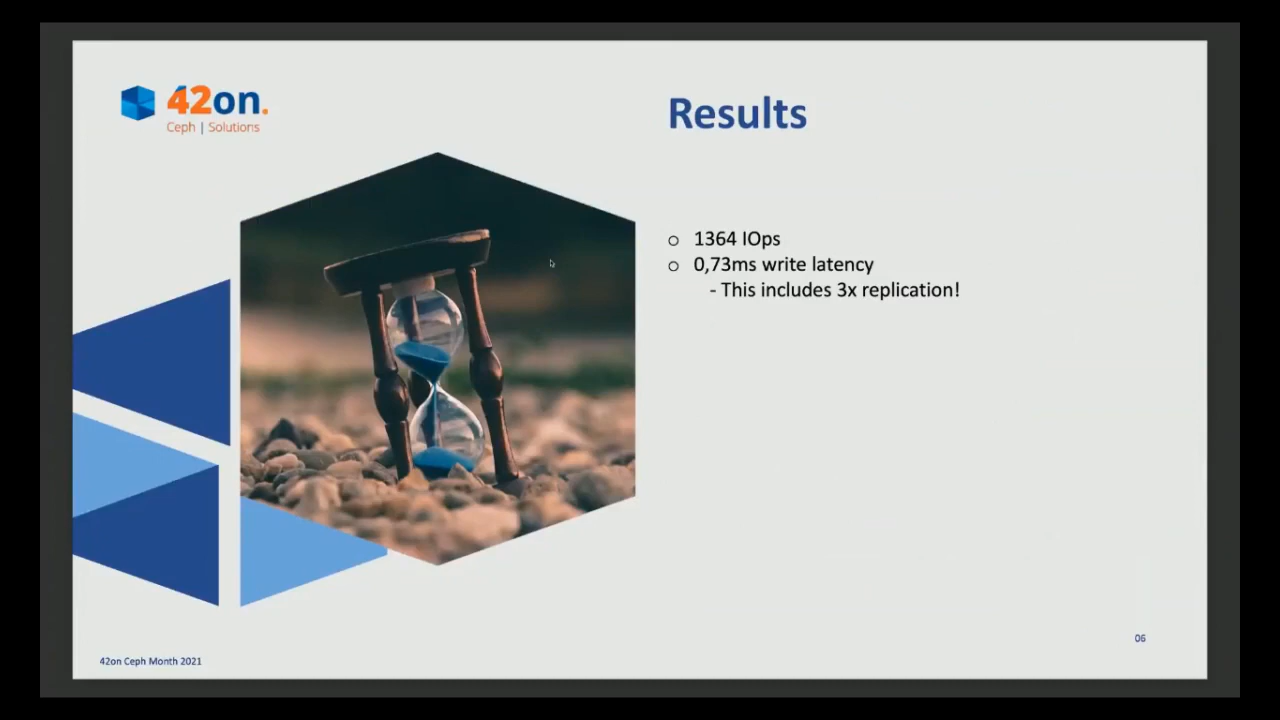 42on.
Ceph | Solutions
Results
○ 1364 IOps
○ 0,73ms write latency
- This includes 3x replication!
06
42on Ceph Month 2021